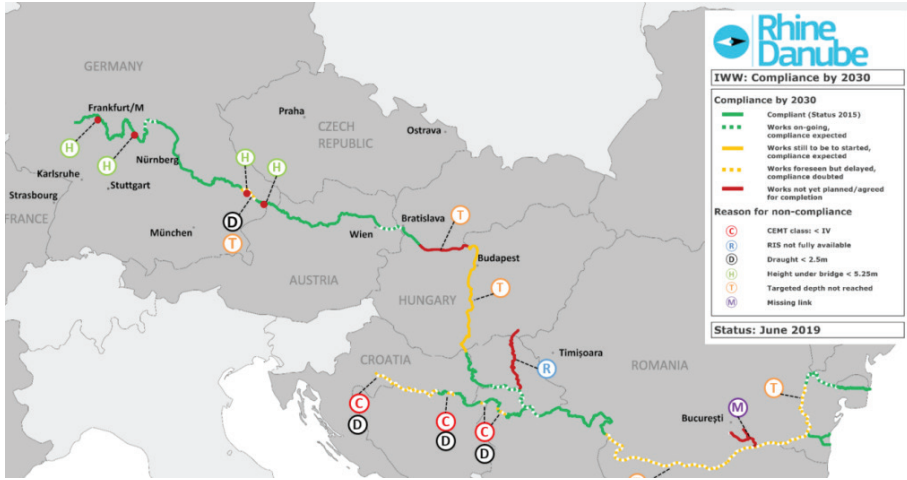 Rhine
Danube
IWW: Compliance by 2030
Compliance by 2030
Compliant (Status 2015)
Works on-going,
compliance expected
Works still to be to started,
compliance expected
Works foreseen but delayed,
compliance doubted
Works not yet planned/agreed
for completion
Reason for non-compliance
C CEMT class: < IV
R RIS not fully available
D Draught < 2.5m
H Height under bridge < 5.25m
T Targeted depth not reached
M Missing link
Status: June 2019
GERMANY
Frankfurt/M
Praha
CZECH
REPUBLIC
Ostrava
H
H
Nürnberg
H
H
Karlsruhe
Stuttgart
Strasbourg
FRANCE
D
T
München
Wien
Bratislava
T
Budapest
AUSTRIA
HUNGARY
T
CROATIA
Timişoara
R
ROMANIA
T
M
Bucureşti
C
D
C
D
C
D